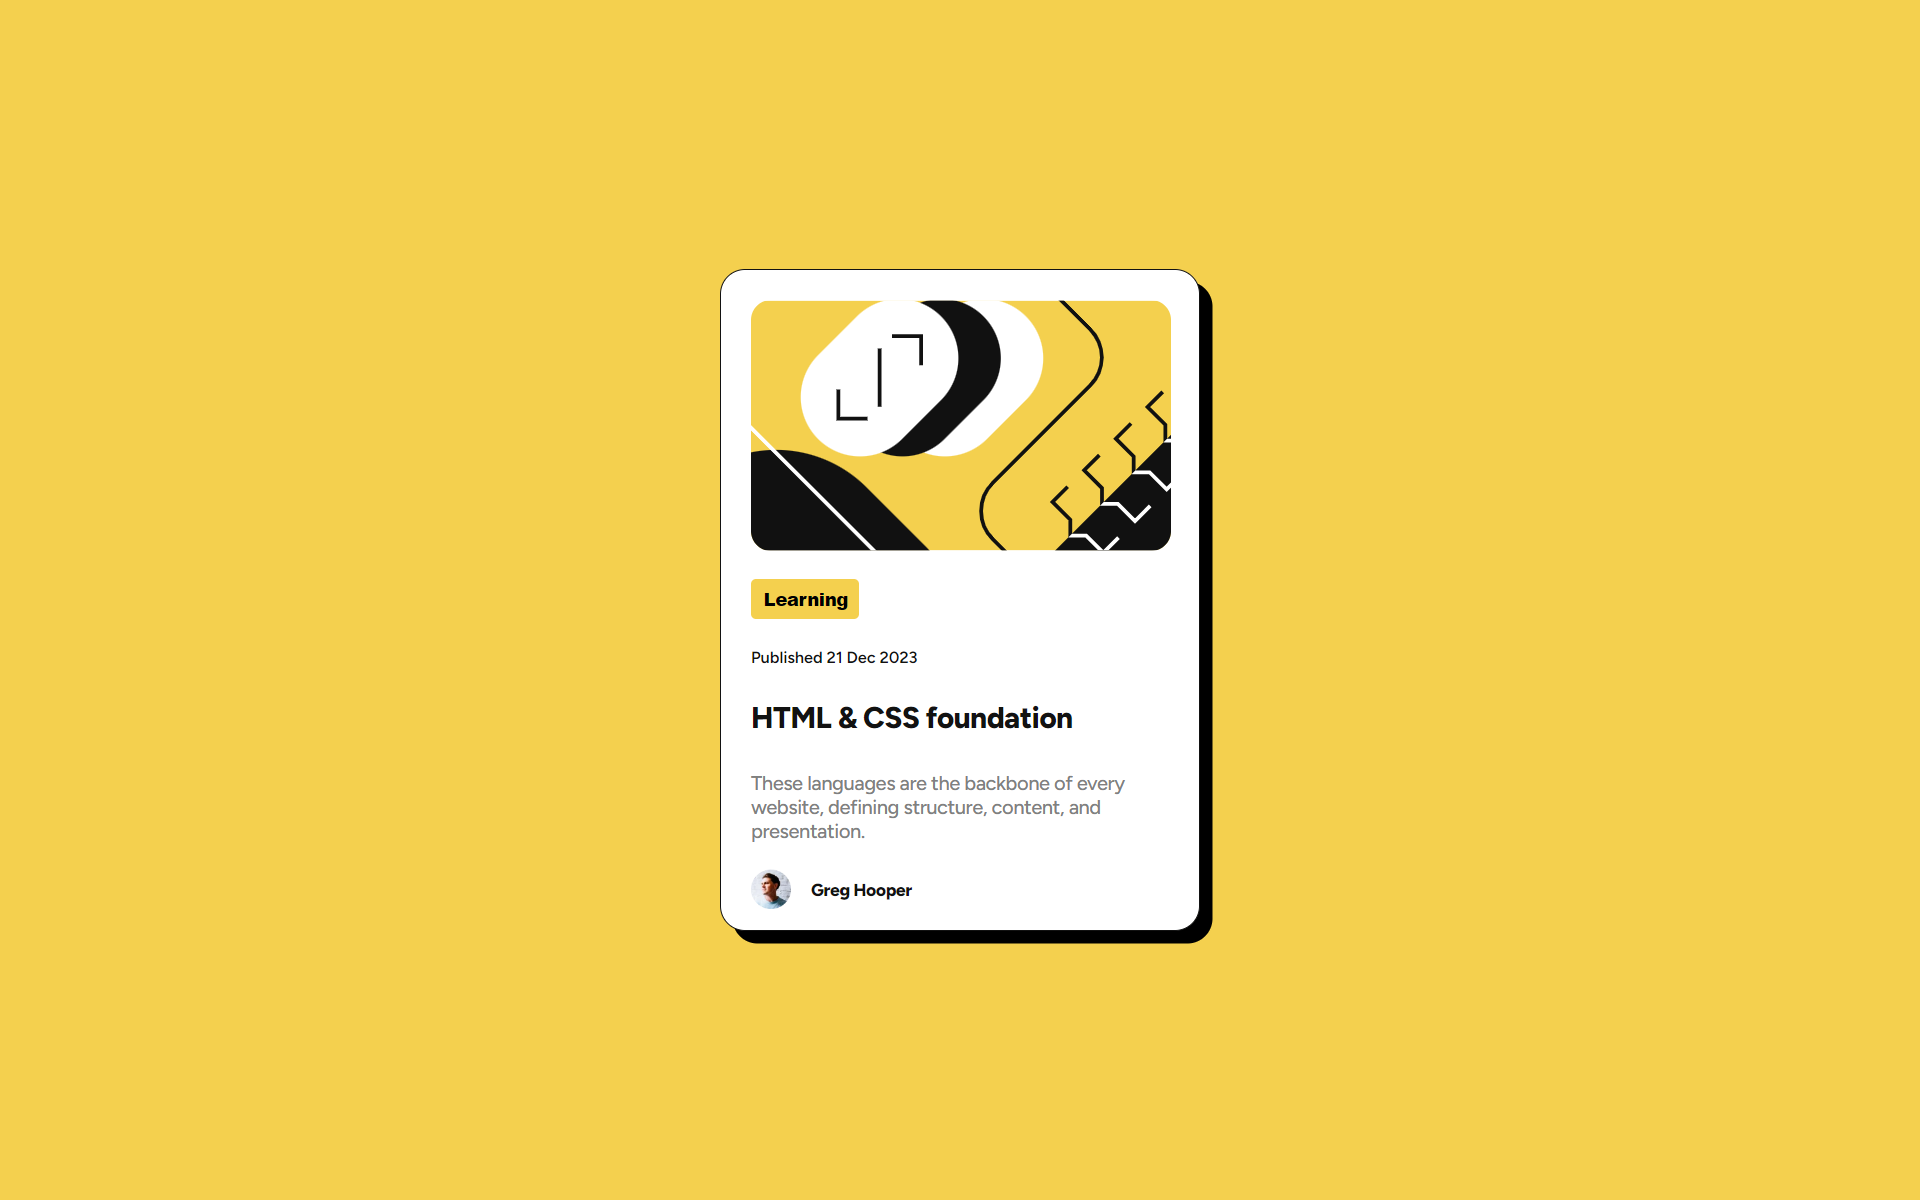 Learning
Published 21 Dec 2023
HTML & CSS foundation
These languages are the backbone of every
website, defining structure, content, and
presentation.
Greg Hooper